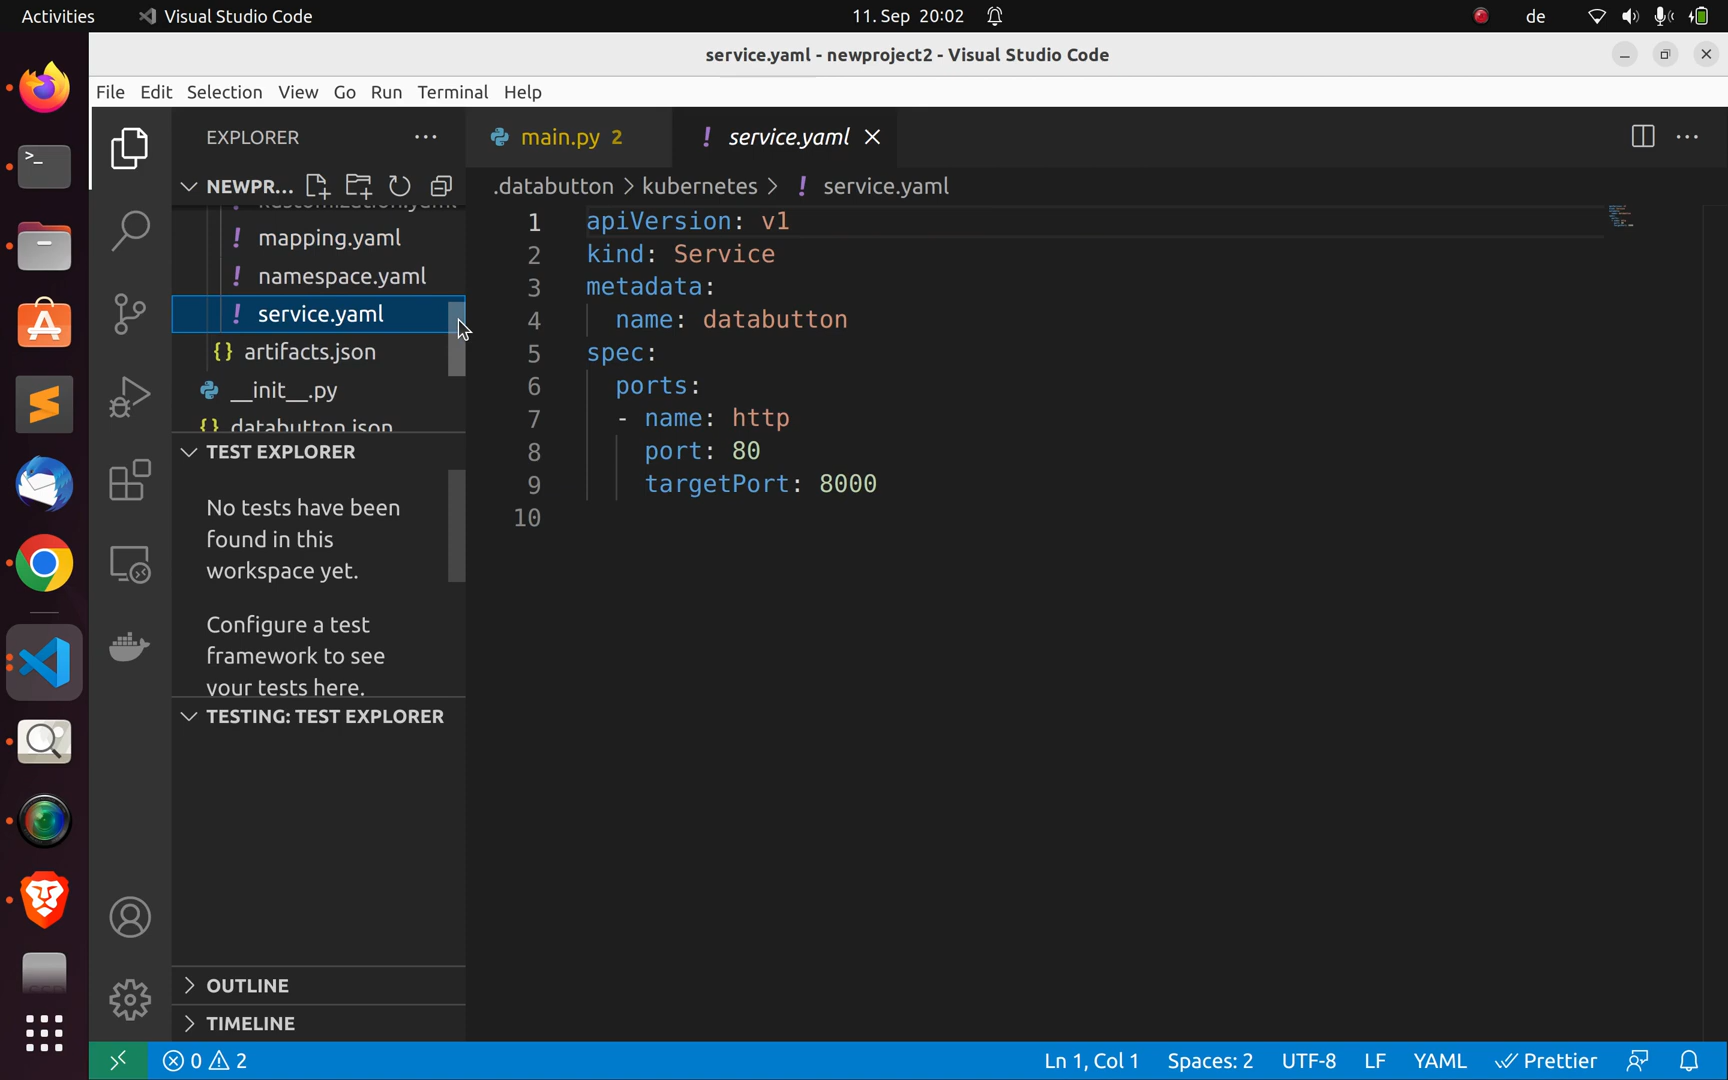 Activities Visual Studio Code 11. Sep 20:02 de
service.yaml - newproject2 - Visual Studio Code
File Edit Selection View Go Run Terminal Help
EXPLORER
main.py 2
! service.yaml
NEWPR...
.databutton > kubernetes > ! service.yaml
kustomization.yaml
! mapping.yaml
! namespace.yaml
! service.yaml
{} artifacts.json
__init__.py
{} databutton.json
1 apiVersion: v1
2 kind: Service
3 metadata:
4 name: databutton
5 spec:
6 ports:
7 - name: http
8 port: 80
9 targetPort: 8000
10
TEST EXPLORER
No tests have been
found in this
workspace yet.
Configure a test
framework to see
your tests here.
TESTING: TEST EXPLORER
OUTLINE
TIMELINE
0 2 Ln 1, Col 1 Spaces: 2 UTF-8 LF YAML Prettier